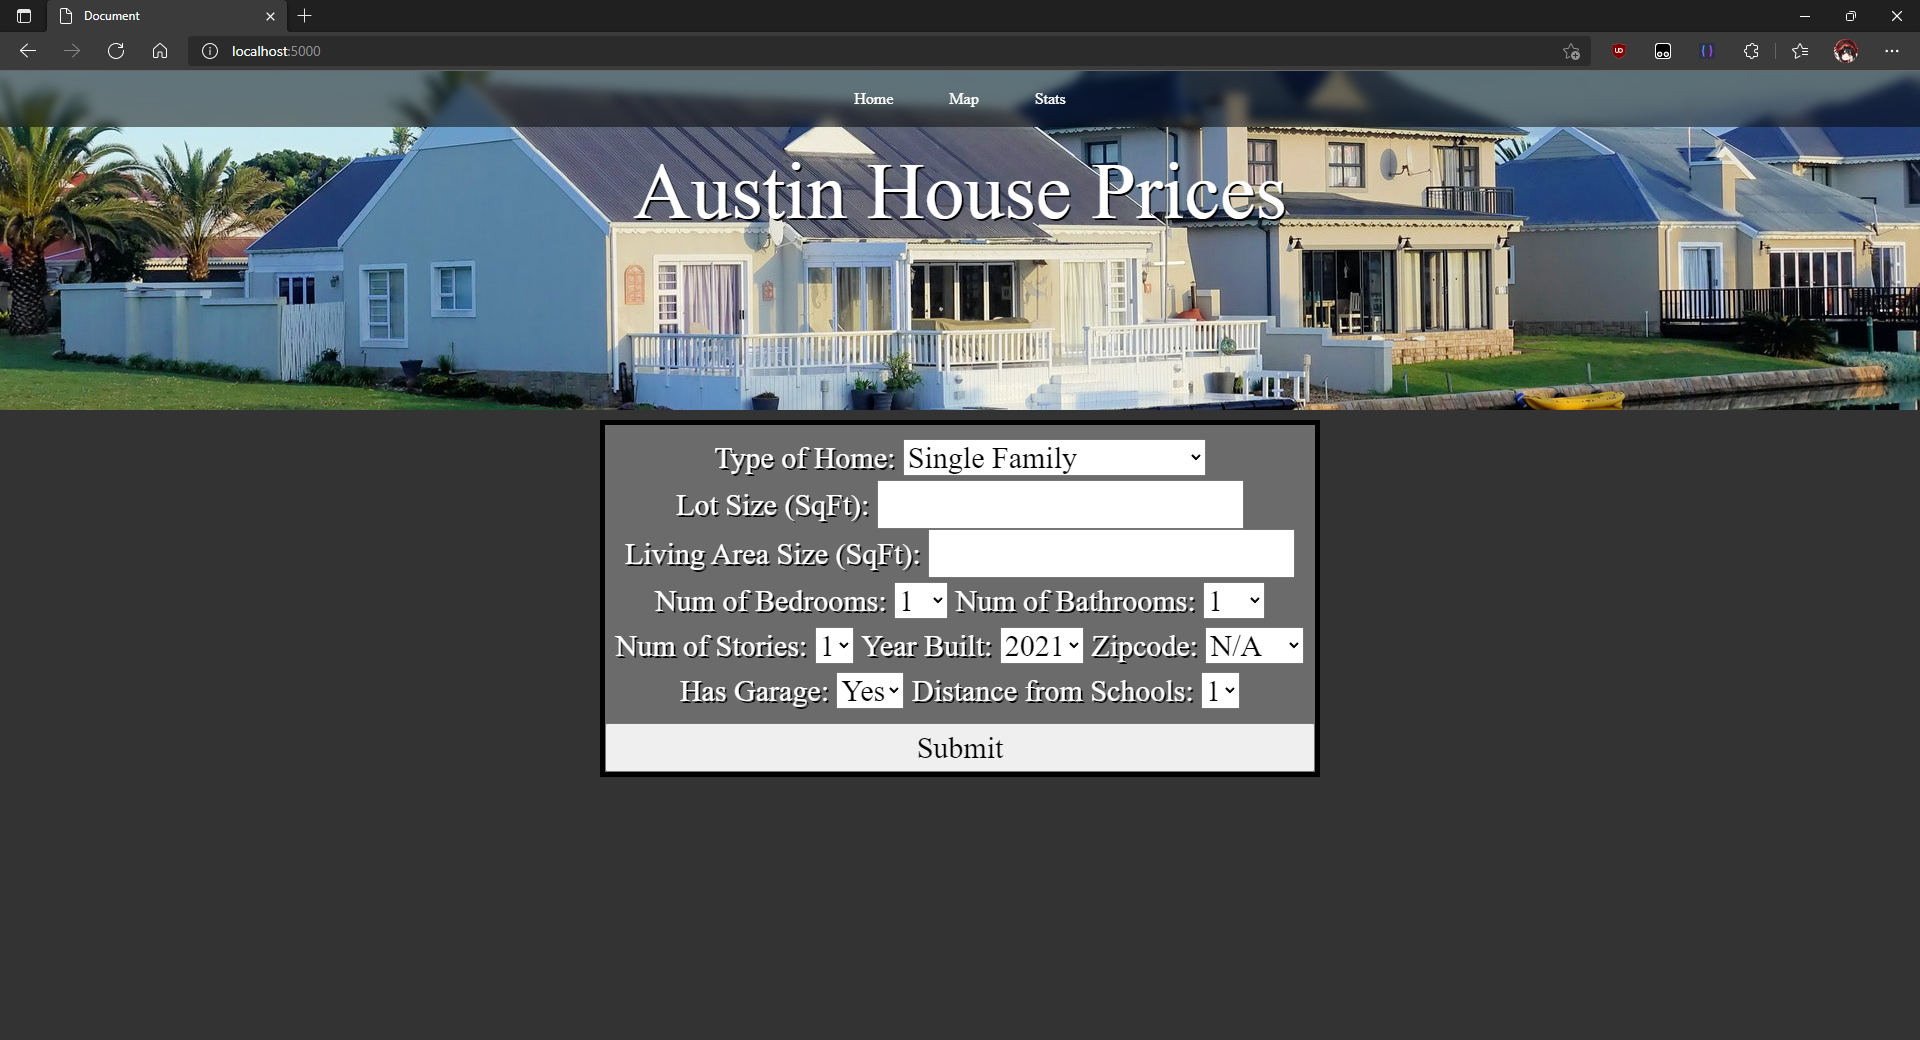 Document
localhost:5000
Home Map Stats
Austin House Prices
Type of Home: Single Family
Lot Size (SqFt):
Living Area Size (SqFt):
Num of Bedrooms: 1 Num of Bathrooms: 1
Num of Stories: 1 Year Built: 2021 Zipcode: N/A
Has Garage: Yes Distance from Schools: 1
Submit